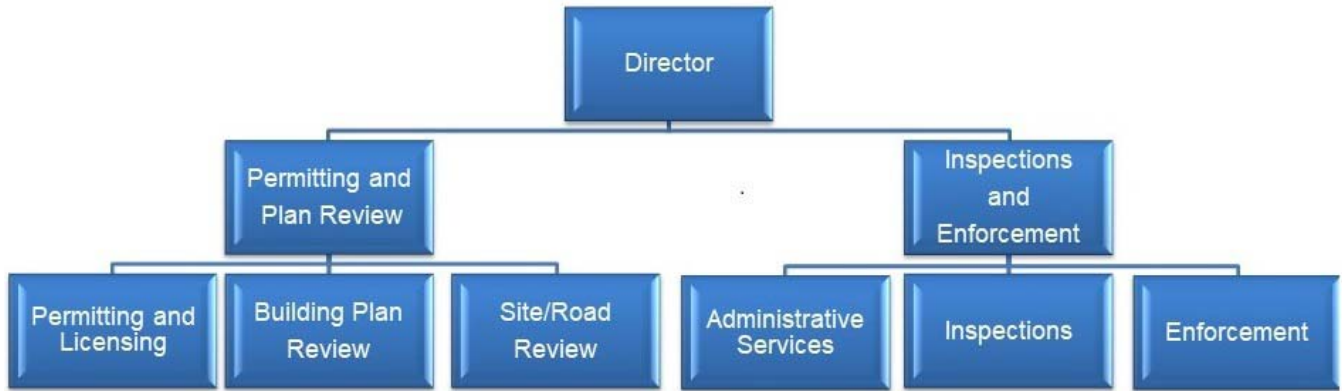 Director
Permitting and
Plan Review
Inspections
and
Enforcement
Permitting and
Licensing
Building Plan
Review
Site/Road
Review
Administrative
Services
Inspections
Enforcement